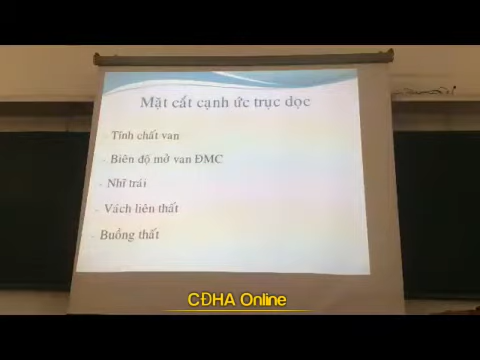 Mặt cắt cạnh ức trục dọc
- Tính chất van
- Biên độ mở van ĐMC
- Nhĩ trái
- Vách liên thất
- Buồng thất
CĐHA Online